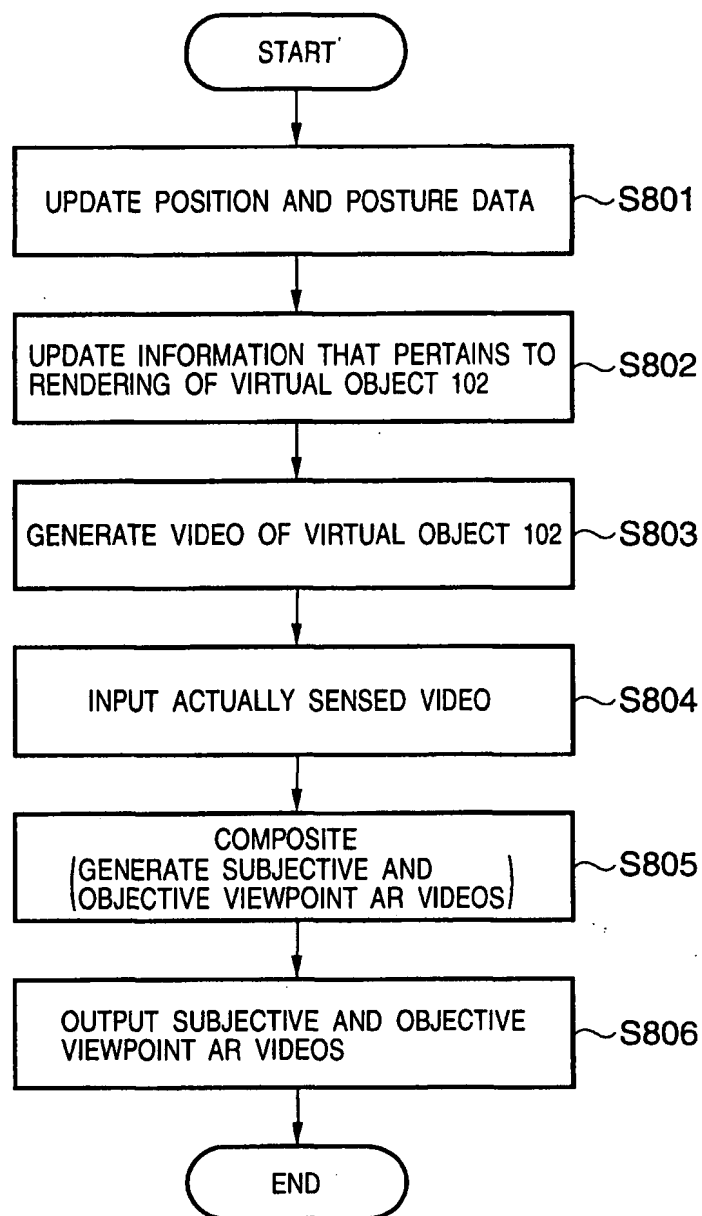 START
UPDATE POSITION AND POSTURE DATA
S801
UPDATE INFORMATION THAT PERTAINS TO
RENDERING OF VIRTUAL OBJECT 102
S802
GENERATE VIDEO OF VIRTUAL OBJECT 102
S803
INPUT ACTUALLY SENSED VIDEO
S804
COMPOSITE
(GENERATE SUBJECTIVE AND
OBJECTIVE VIEWPOINT AR VIDEOS)
S805
OUTPUT SUBJECTIVE AND OBJECTIVE
VIEWPOINT AR VIDEOS
S806
END